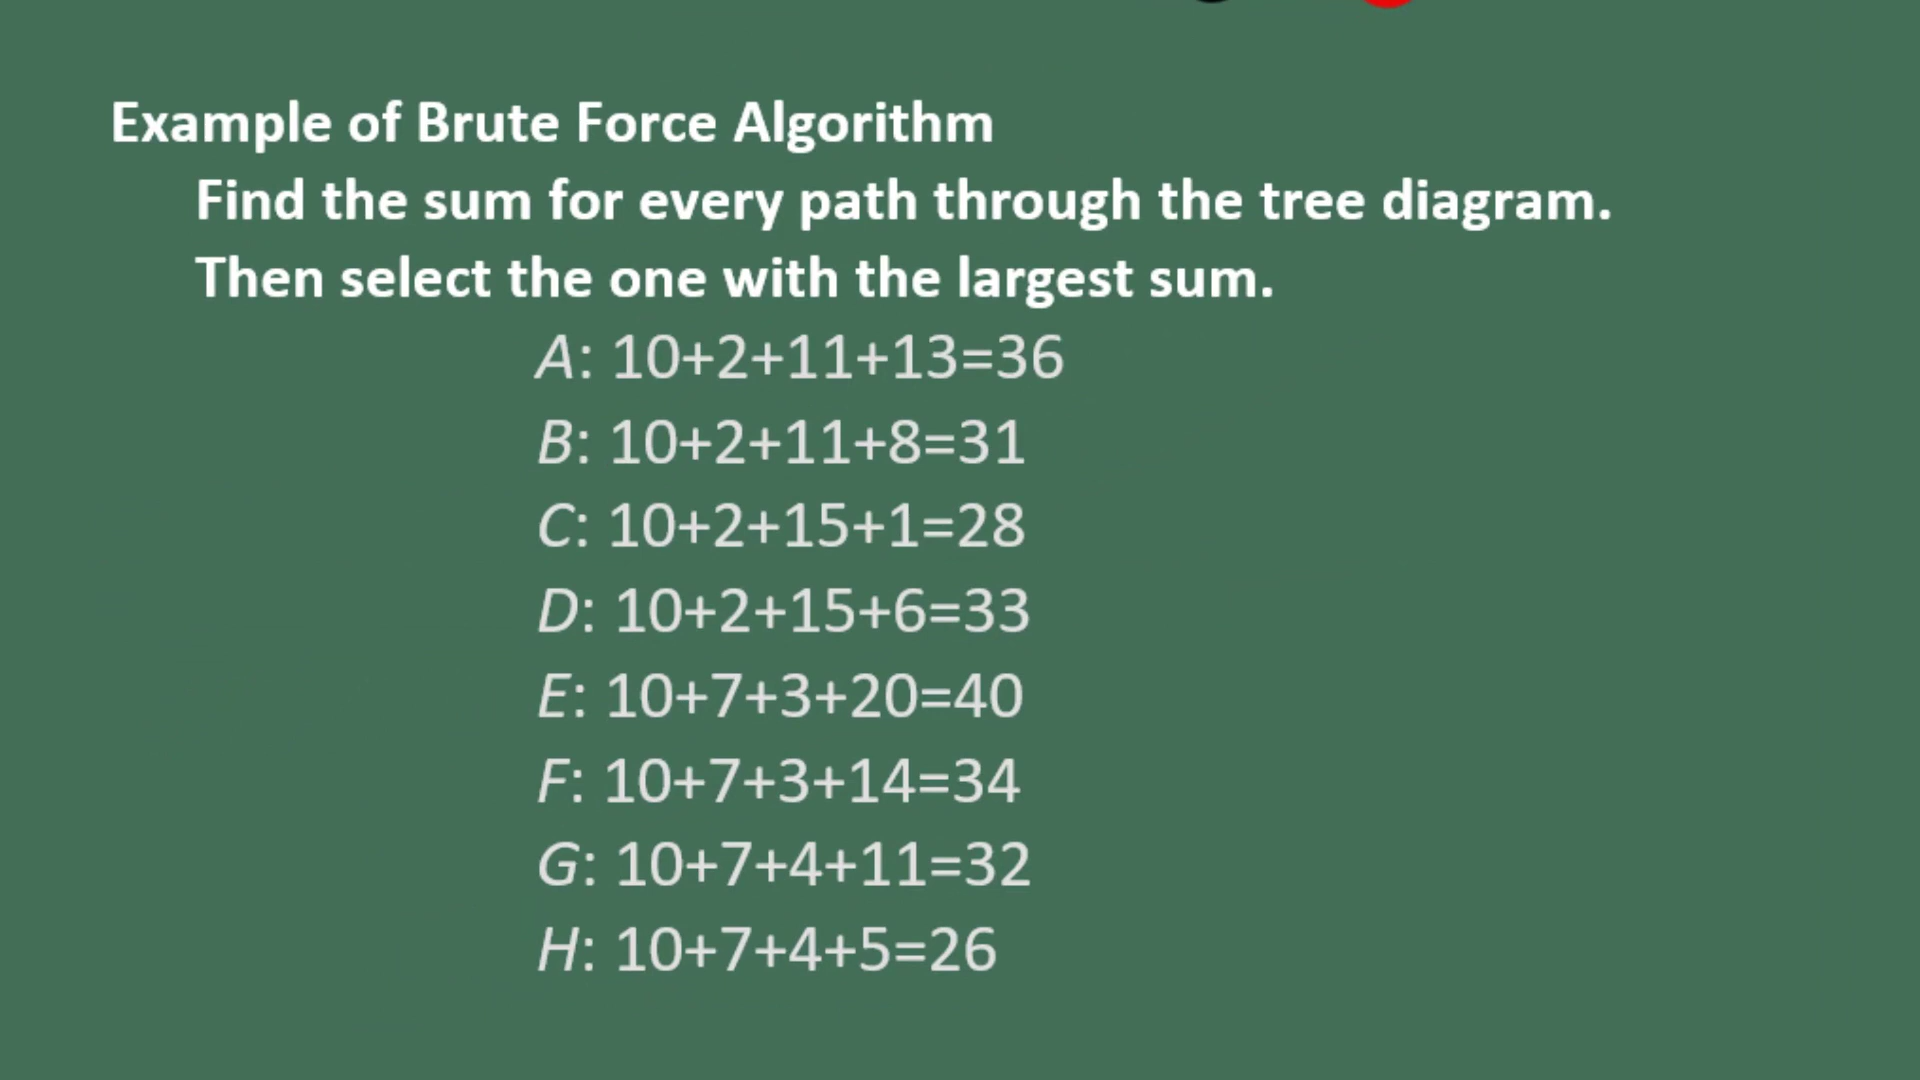 Example of Brute Force Algorithm
Find the sum for every path through the tree diagram.
Then select the one with the largest sum.
A: 10+2+11+13=36
B: 10+2+11+8=31
C: 10+2+15+1=28
D: 10+2+15+6=33
E: 10+7+3+20=40
F: 10+7+3+14=34
G: 10+7+4+11=32
H: 10+7+4+5=26